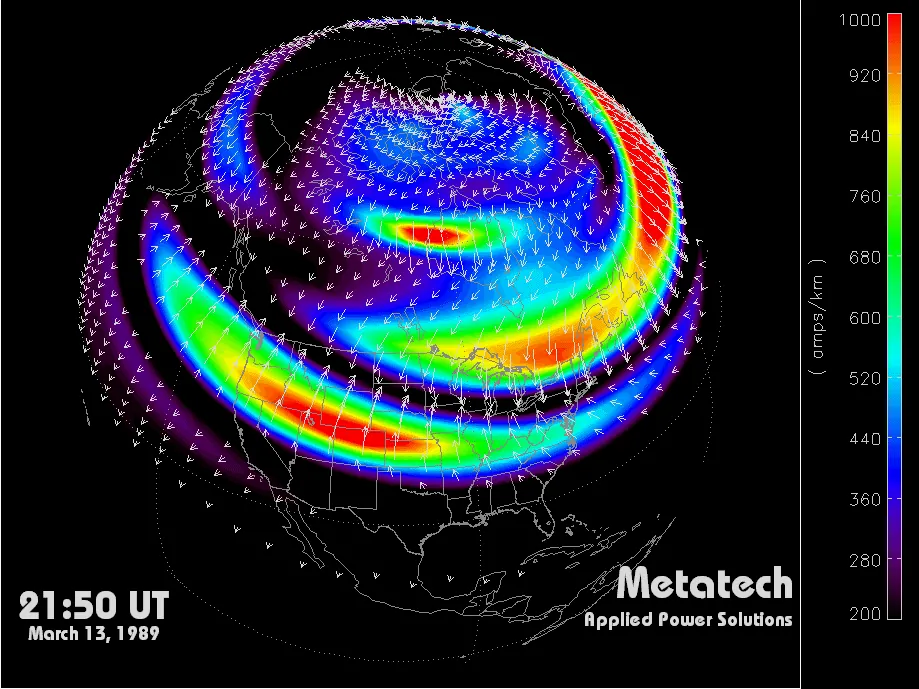 1000
920
840
760
680
600
520
440
360
280
200
( amps/km )
21:50 UT
March 13, 1989
Metatech
Applied Power Solutions